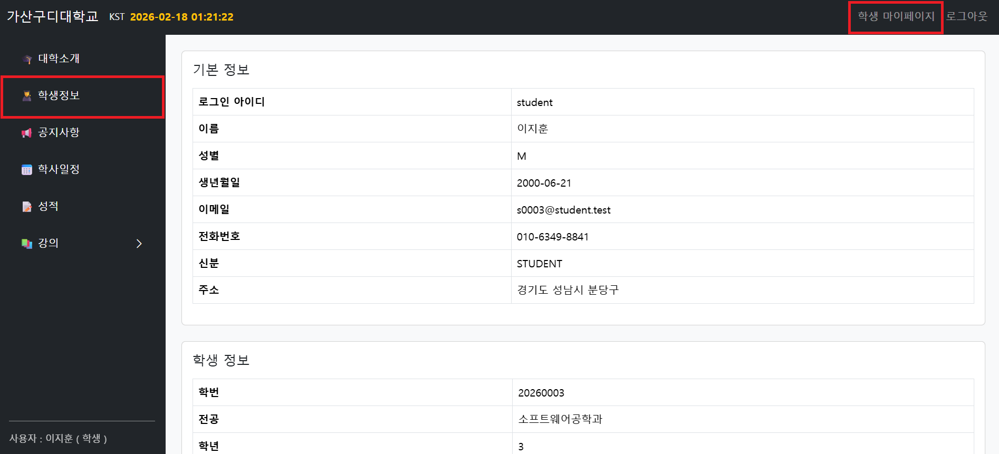 가산구디대학교 KST 2026-02-18 01:21:22 학생 마이페이지 로그아웃
대학소개
학생정보
공지사항
학사일정
성적
강의
사용자 : 이지훈 ( 학생 )
기본 정보
로그인 아이디 student
이름 이지훈
성별 M
생년월일 2000-06-21
이메일 s0003@student.test
전화번호 010-6349-8841
신분 STUDENT
주소 경기도 성남시 분당구
학생 정보
학번 20260003
전공 소프트웨어공학과
학년 3